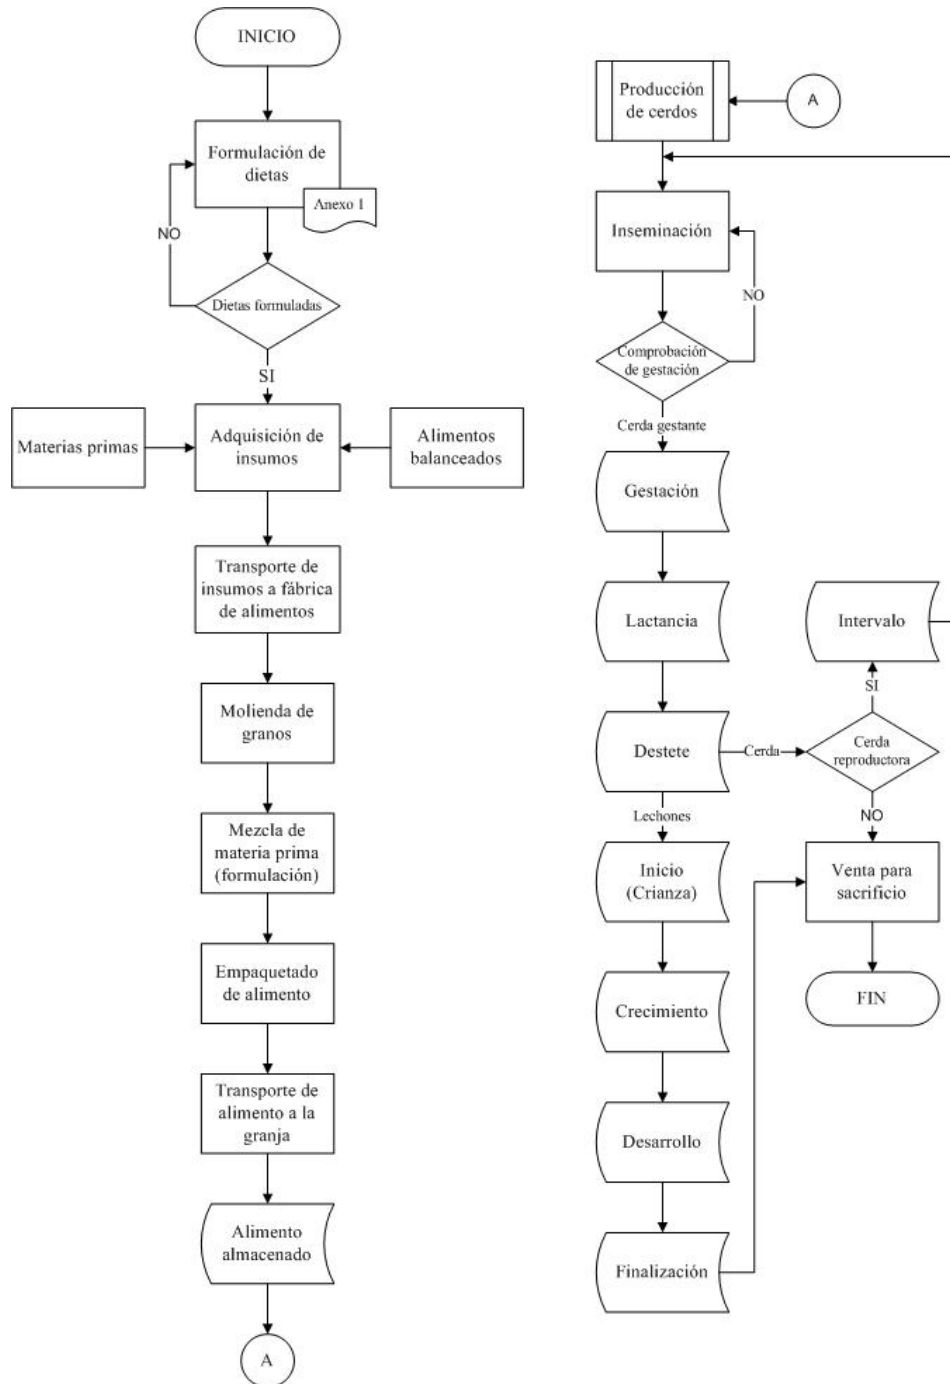 INICIO
Formulación de
dietas
Anexo 1
NO
Dietas formuladas
SI
Materias primas
Adquisición de
insumos
Alimentos
balanceados
Transporte de
insumos a fábrica
de alimentos
Molienda de
granos
Mezcla de
materia prima
(formulación)
Empaquetado
de alimento
Transporte de
alimento a la
granja
Alimento
almacenado
A
Producción
de cerdos
A
Inseminación
NO
Comprobación
de gestación
Cerda gestante
Gestación
Lactancia
Intervalo
SI
Destete
Cerda
Cerda
reproductora
Lechones
NO
Inicio
(Crianza)
Venta para
sacrificio
Crecimiento
FIN
Desarrollo
Finalización